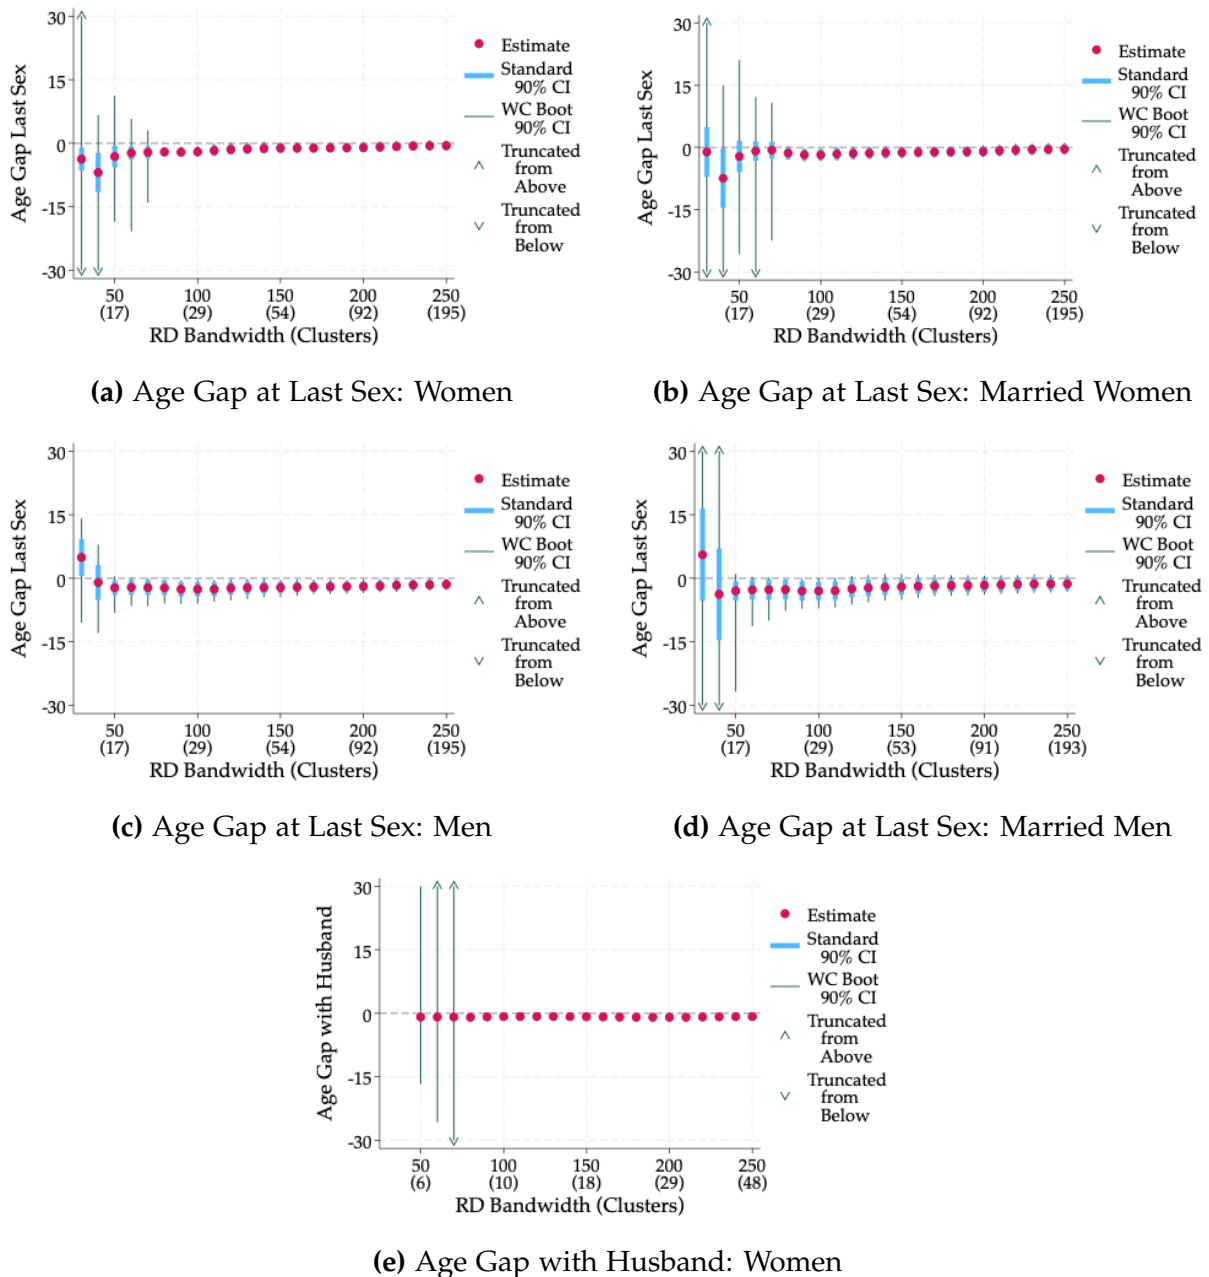 30
15
0
-15
-30
Age Gap Last Sex
50 100 150 200 250
(17) (29) (54) (92) (195)
RD Bandwidth (Clusters)
Estimate
Standard
90% CI
WC Boot
90% CI
Truncated
from
Above
Truncated
from
Below
(a) Age Gap at Last Sex: Women
30
15
0
-15
-30
Age Gap Last Sex
50 100 150 200 250
(17) (29) (54) (92) (195)
RD Bandwidth (Clusters)
Estimate
Standard
90% CI
WC Boot
90% CI
Truncated
from
Above
Truncated
from
Below
(b) Age Gap at Last Sex: Married Women
30
15
0
-15
-30
Age Gap Last Sex
50 100 150 200 250
(17) (29) (54) (92) (195)
RD Bandwidth (Clusters)
Estimate
Standard
90% CI
WC Boot
90% CI
Truncated
from
Above
Truncated
from
Below
(c) Age Gap at Last Sex: Men
30
15
0
-15
-30
Age Gap Last Sex
50 100 150 200 250
(17) (29) (53) (91) (193)
RD Bandwidth (Clusters)
Estimate
Standard
90% CI
WC Boot
90% CI
Truncated
from
Above
Truncated
from
Below
(d) Age Gap at Last Sex: Married Men
30
15
0
-15
-30
Age Gap with Husband
50 100 150 200 250
(6) (10) (18) (29) (48)
RD Bandwidth (Clusters)
Estimate
Standard
90% CI
WC Boot
90% CI
Truncated
from
Above
Truncated
from
Below
(e) Age Gap with Husband: Women